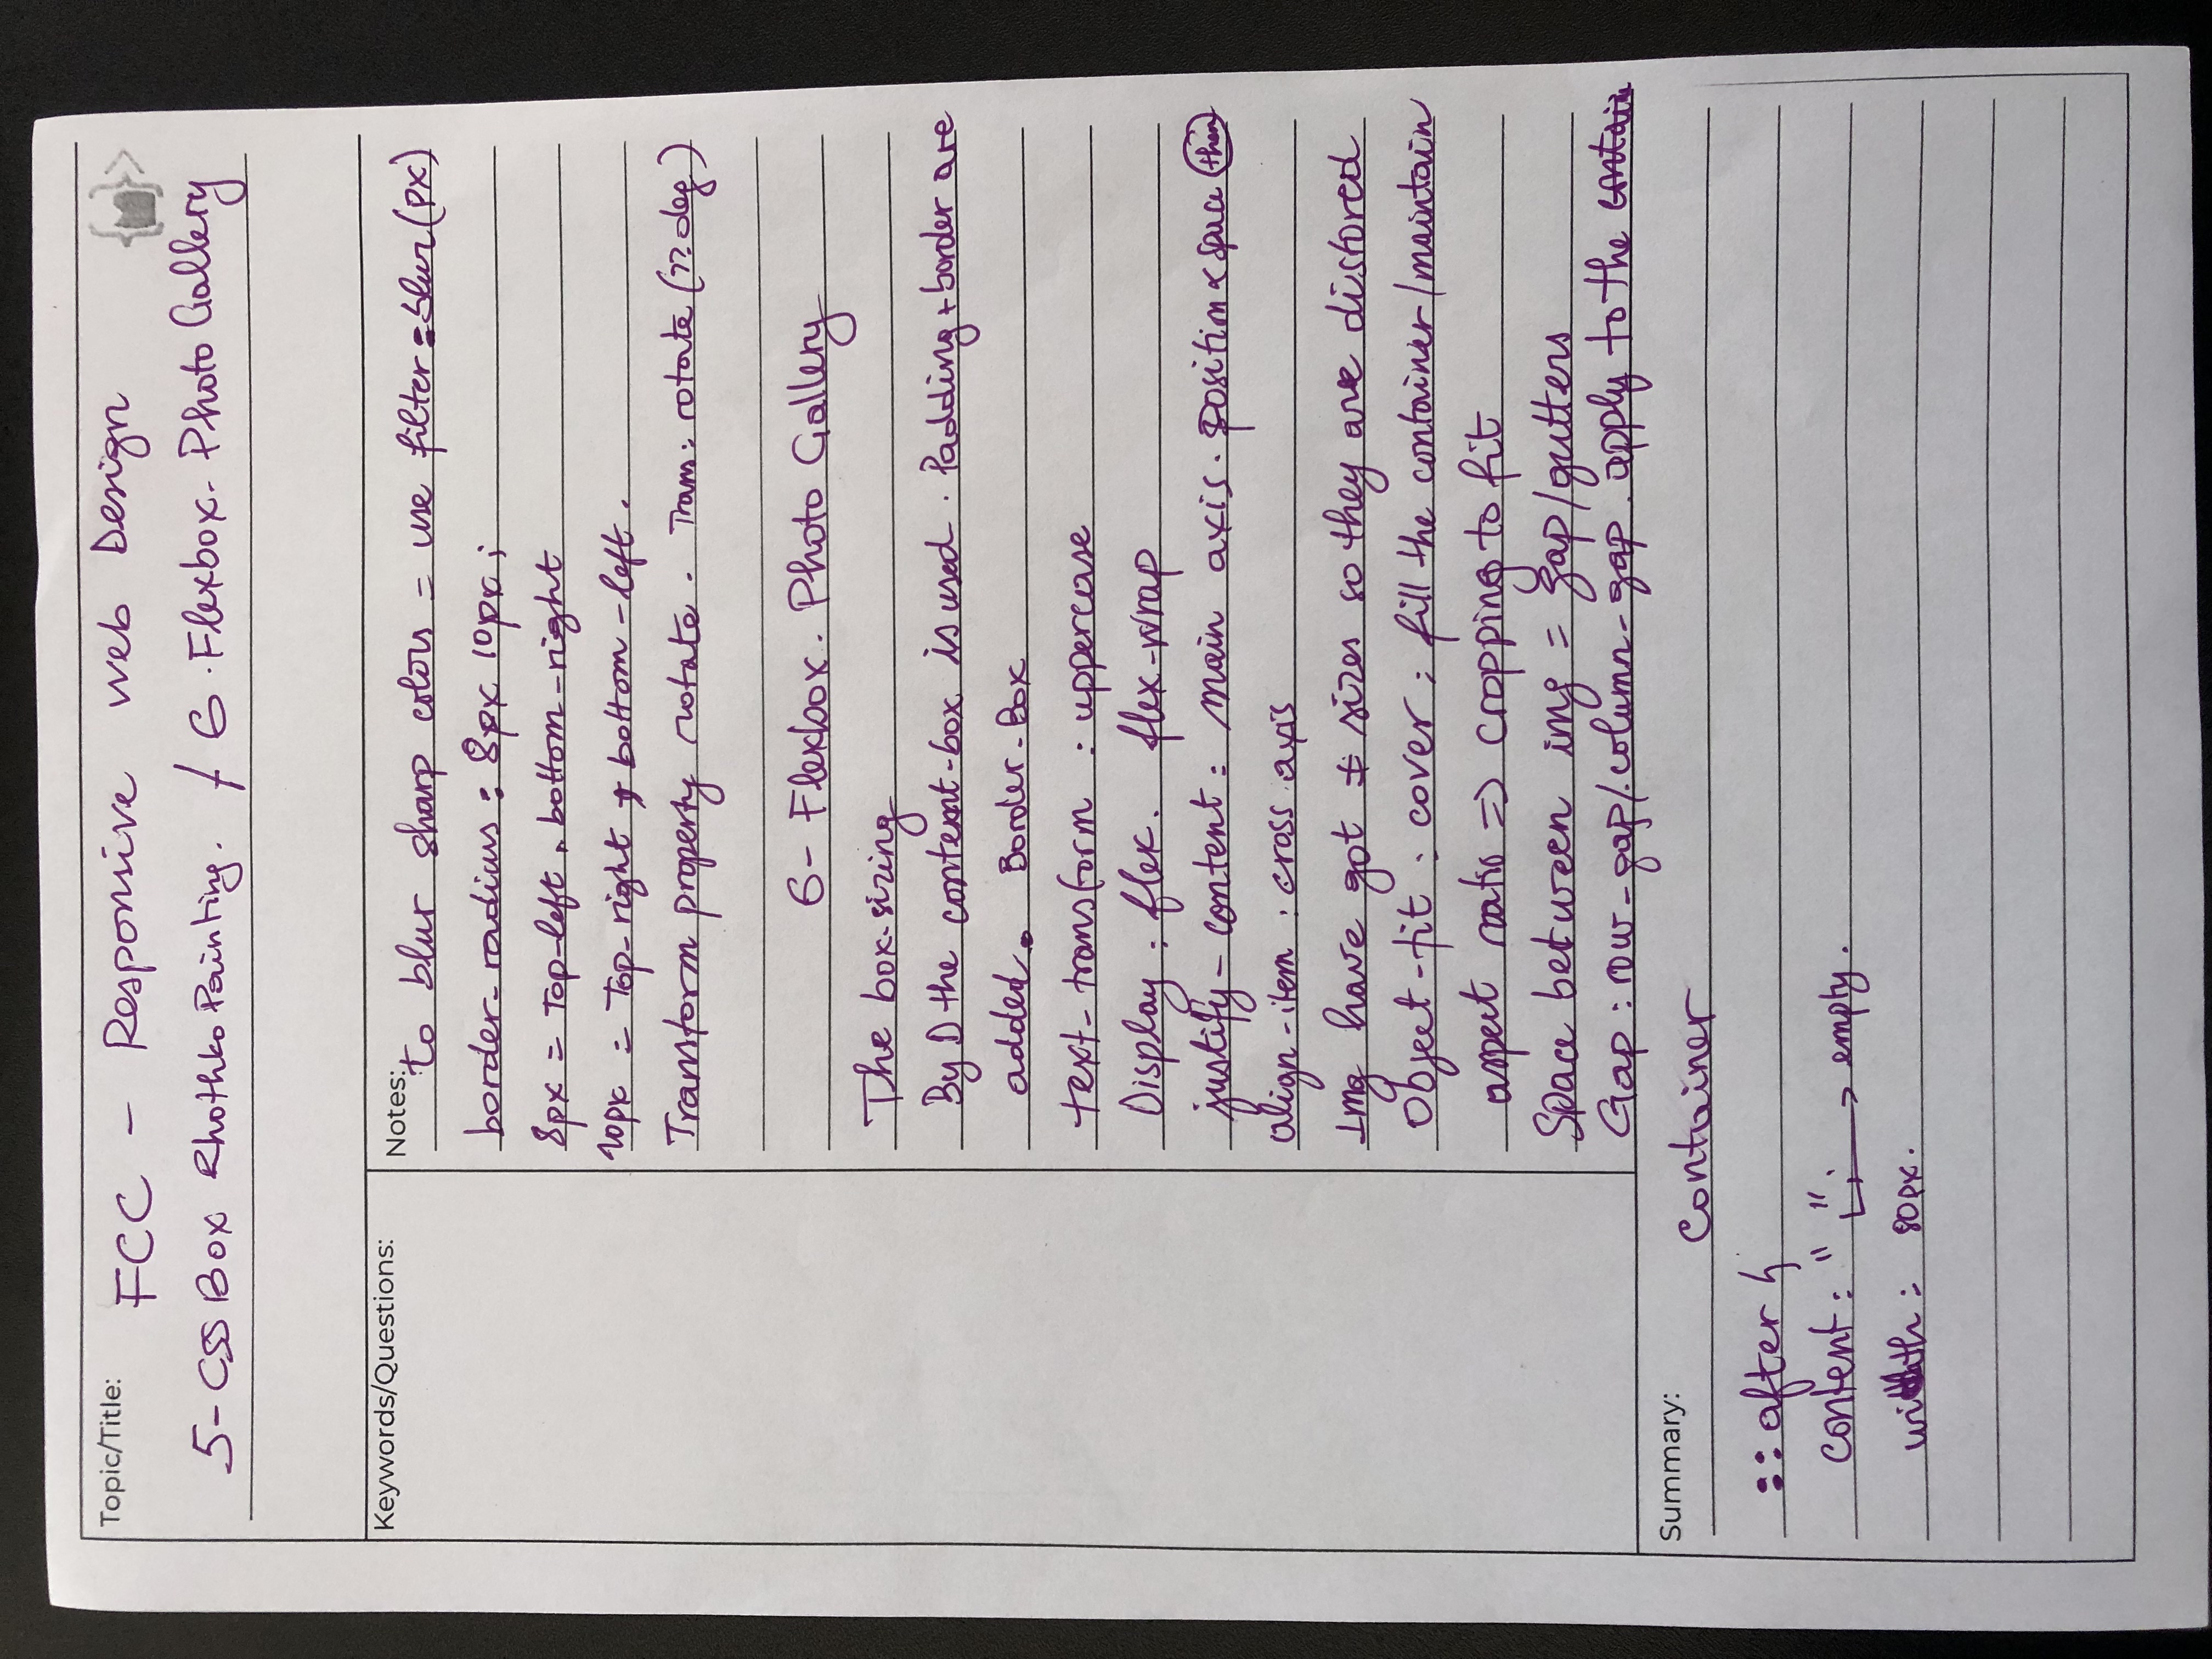 Topic/Title: FCC - Responsive web Design
5- CSS Box Rhothko Painting. / 6. Flexbox- Photo Gallery
Keywords/Questions:
Notes: to blur sharp colors = use filter = blur(px)
border-radius : 8px 10px ;
8px = Top-left , bottom-right
10px = Top-right , bottom-left.
Transform property rotate. Trans: rotate (??deg)
6- Flexbox. Photo Gallery
The box-sizing
By D the content-box is used. Padding + border are
added. Border-Box
text-transform : uppercase
Display : flex. flex-wrap
justify-content : main axis. position & space
align-item : cross axis
Img have got ≠ sizes so they are distored
Object-fit : cover ; fill the container/maintain
aspect ratio => cropping to fit
Space between img = gap/gutters
Gap : row-gap/.column-gap. apply to the contain
Summary: Container
::after {
content : " "; → empty.
width : 80px.